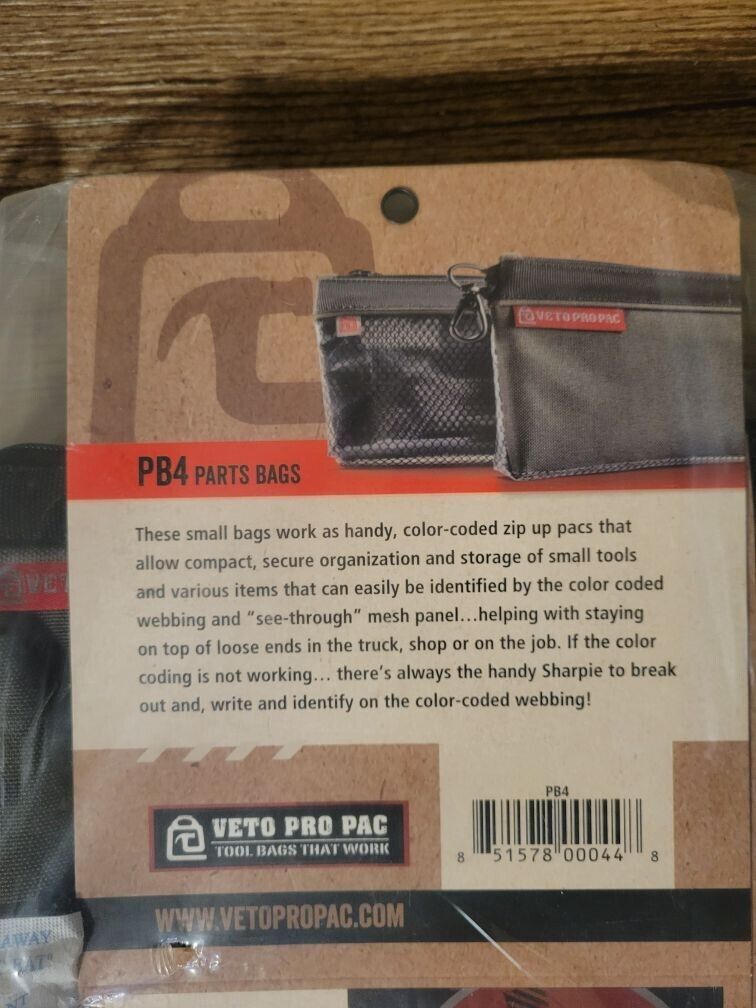 VETO PRO PAC
PB4 PARTS BAGS
These small bags work as handy, color-coded zip up pacs that
allow compact, secure organization and storage of small tools
and various items that can easily be identified by the color coded
webbing and “see-through” mesh panel...helping with staying
on top of loose ends in the truck, shop or on the job. If the color
coding is not working... there's always the handy Sharpie to break
out and, write and identify on the color-coded webbing!
VET
PB4
8 51578 00044 8
VETO PRO PAC
TOOL BAGS THAT WORK
WWW.VETOPROPAC.COM
AWAY
EAT"